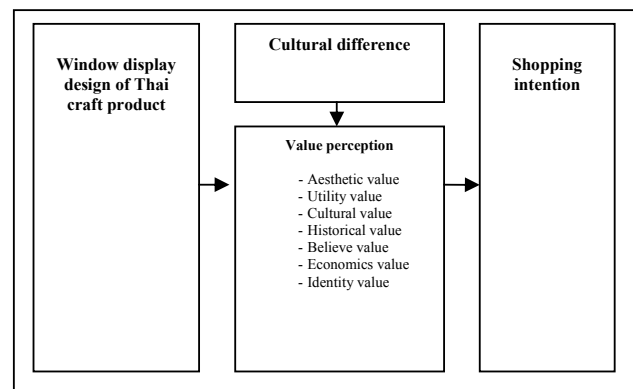 Window display
design of Thai
craft product
Cultural difference
Value perception
- Aesthetic value
- Utility value
- Cultural value
- Historical value
- Believe value
- Economics value
- Identity value
Shopping
intention